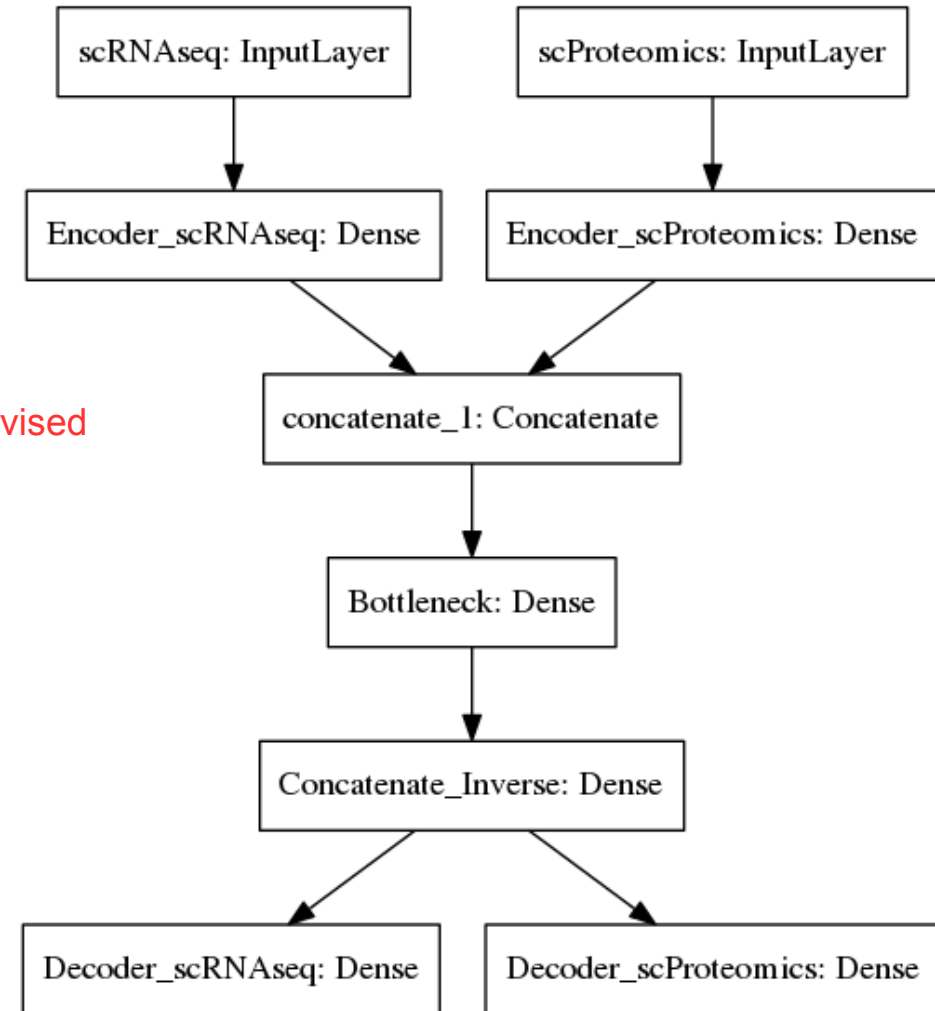 scRNAseq: InputLayer
scProteomics: InputLayer
Encoder_scRNAseq: Dense
Encoder_scProteomics: Dense
concatenate_1: Concatenate
vised
Bottleneck: Dense
Concatenate_Inverse: Dense
Decoder_scRNAseq: Dense
Decoder_scProteomics: Dense